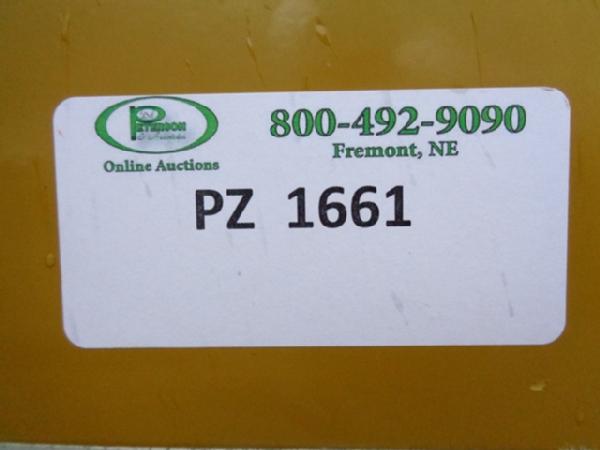 PETERSON
Online Auctions
800-492-9090
Fremont, NE
PZ 1661